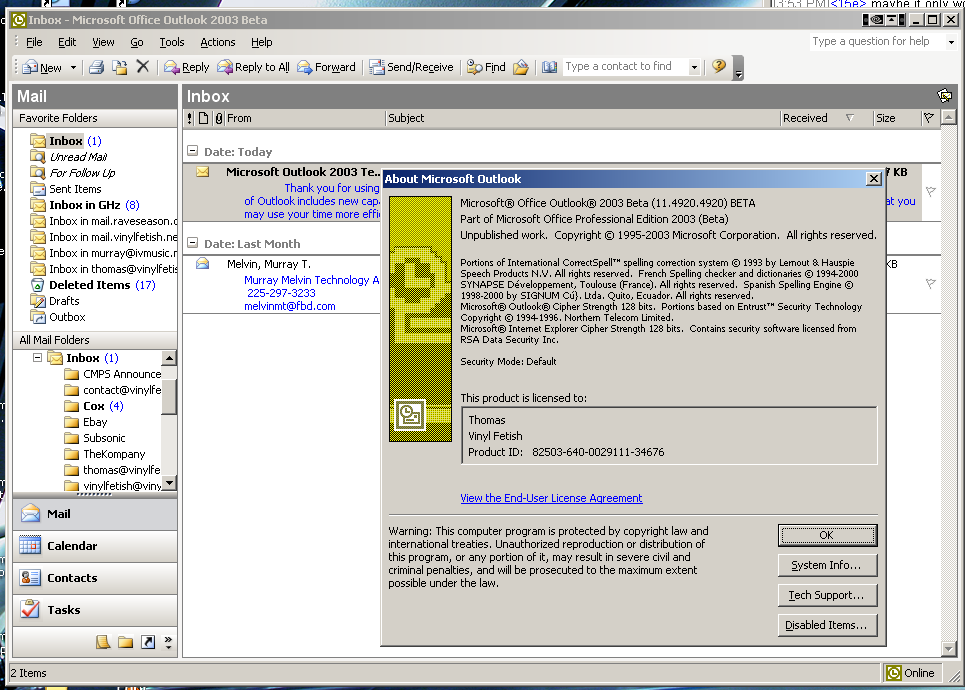 3:53 PM <15e> maybe it only wo
Inbox - Microsoft Office Outlook 2003 Beta
File Edit View Go Tools Actions Help
Type a question for help
New Reply Reply to All Forward Send/Receive Find Type a contact to find
Mail
Favorite Folders
Inbox (1)
Unread Mail
For Follow Up
Sent Items
Inbox in GHz (8)
Inbox in mail.raveseason.c
Inbox in mail.vinylfetish.ne
Inbox in murray@ivmusic.n
Inbox in thomas@vinylfetis
Deleted Items (17)
Drafts
Outbox
All Mail Folders
Inbox (1)
CMPS Announce
contact@vinylfe
Cox (4)
Ebay
Subsonic
TheKompany
thomas@vinylfe
vinylfetish@viny
Mail
Calendar
Contacts
Tasks
Inbox
! From Subject Received Size
Date: Today
Microsoft Outlook 2003 Te... 7 KB
Thank you for using
of Outlook includes new capa at you
may use your time more effi
Date: Last Month
Melvin, Murray T. KB
Murray Melvin Technology A
225-297-3233
melvinmt@fbd.com
About Microsoft Outlook
Microsoft® Office Outlook® 2003 Beta (11.4920.4920) BETA
Part of Microsoft Office Professional Edition 2003 (Beta)
Unpublished work. Copyright © 1995-2003 Microsoft Corporation. All rights reserved.
Portions of International CorrectSpell™ spelling correction system © 1993 by Lernout & Hauspie
Speech Products N.V. All rights reserved. French Spelling checker and dictionaries © 1994-2000
SYNAPSE Développement, Toulouse (France). All rights reserved. Spanish Spelling Engine ©
1998-2000 by SIGNUM Cú}. Ltda. Quito, Ecuador. All rights reserved.
Microsoft® Outlook® Cipher Strength 128 bits. Portions based on Entrust™ Security Technology
Copyright © 1994-1996. Northern Telecom Limited.
Microsoft® Internet Explorer Cipher Strength 128 bits. Contains security software licensed from
RSA Data Security Inc.
Security Mode: Default
This product is licensed to:
Thomas
Vinyl Fetish
Product ID: 82503-640-0029111-34676
View the End-User License Agreement
Warning: This computer program is protected by copyright law and
international treaties. Unauthorized reproduction or distribution of
this program, or any portion of it, may result in severe civil and
criminal penalties, and will be prosecuted to the maximum extent
possible under the law.
OK
System Info...
Tech Support...
Disabled Items...
2 Items
Online